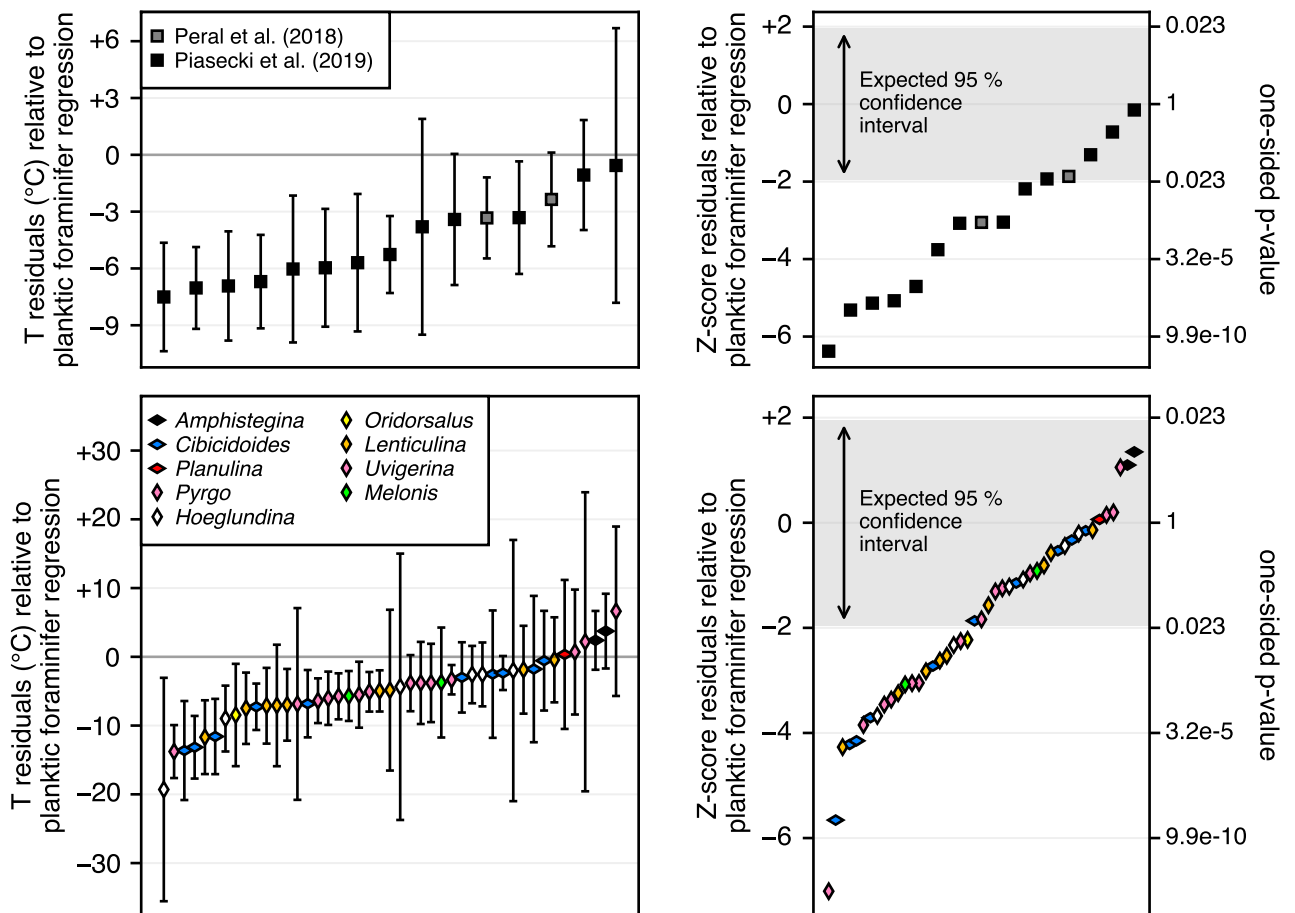 T residuals (°C) relative to
planktic foraminifer regression
+6
+3
0
−3
−6
−9
Peral et al. (2018)
Piasecki et al. (2019)
Z-score residuals relative to
planktic foraminifer regression
+2
0
−2
−4
−6
Expected 95 %
confidence
interval
0.023
1
0.023
3.2e-5
9.9e-10
one-sided p-value
T residuals (°C) relative to
planktic foraminifer regression
+30
+20
+10
0
−10
−20
−30
Amphistegina
Cibicidoides
Planulina
Pyrgo
Hoeglundina
Oridorsalus
Lenticulina
Uvigerina
Melonis
Z-score residuals relative to
planktic foraminifer regression
+2
0
−2
−4
−6
Expected 95 %
confidence
interval
0.023
1
0.023
3.2e-5
9.9e-10
one-sided p-value